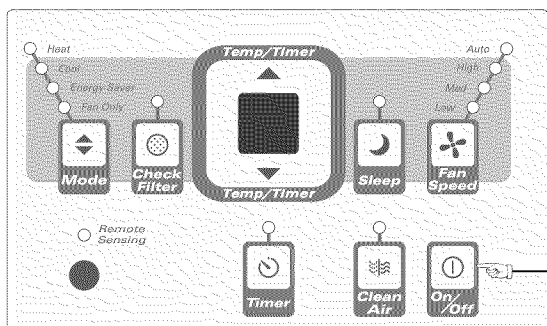 Heat
Cool
Energy Saver
Fan Only
Mode
Check
Filter
Temp/Timer
Temp/Timer
Sleep
Auto
High
Med
Low
Fan
Speed
Remote
Sensing
Timer
Clean
Air
On/
Off